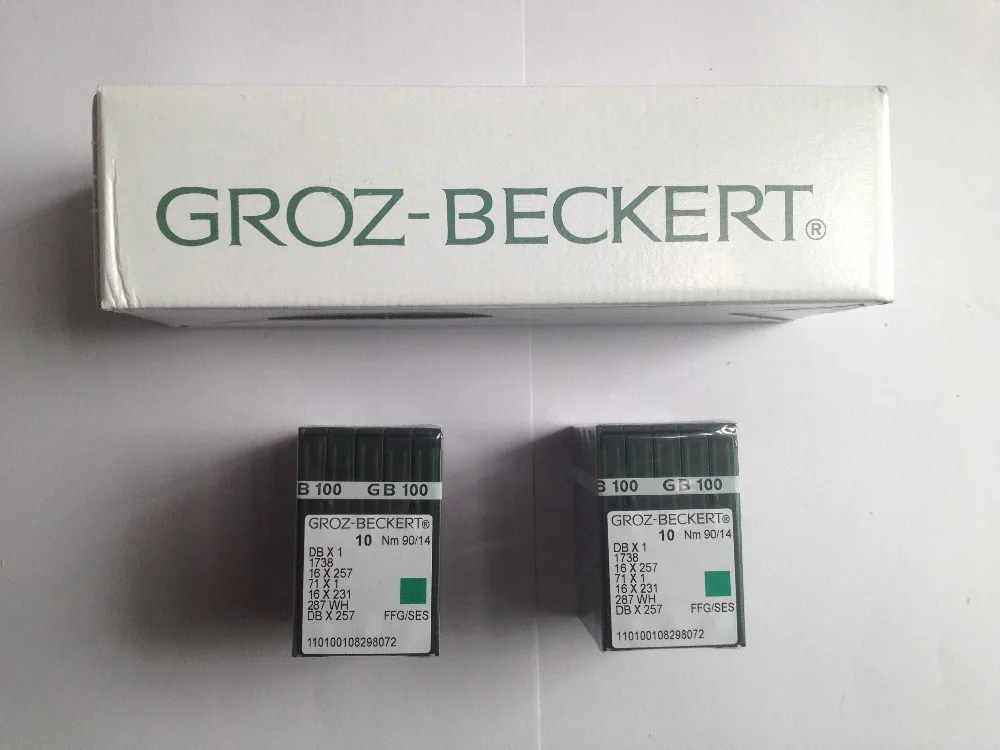 GROZ-BECKERT®
B 100 GB 100
GROZ-BECKERT®
10 Nm 90/14
DB X 1
1738
16 X 257
71 X 1
16 X 231
287 WH
DB X 257
FFG/SES
110100108298072
B 100 GB 100
GROZ-BECKERT®
10 Nm 90/14
DB X 1
1738
16 X 257
71 X 1
16 X 231
287 WH
DB X 257
FFG/SES
110100108298072